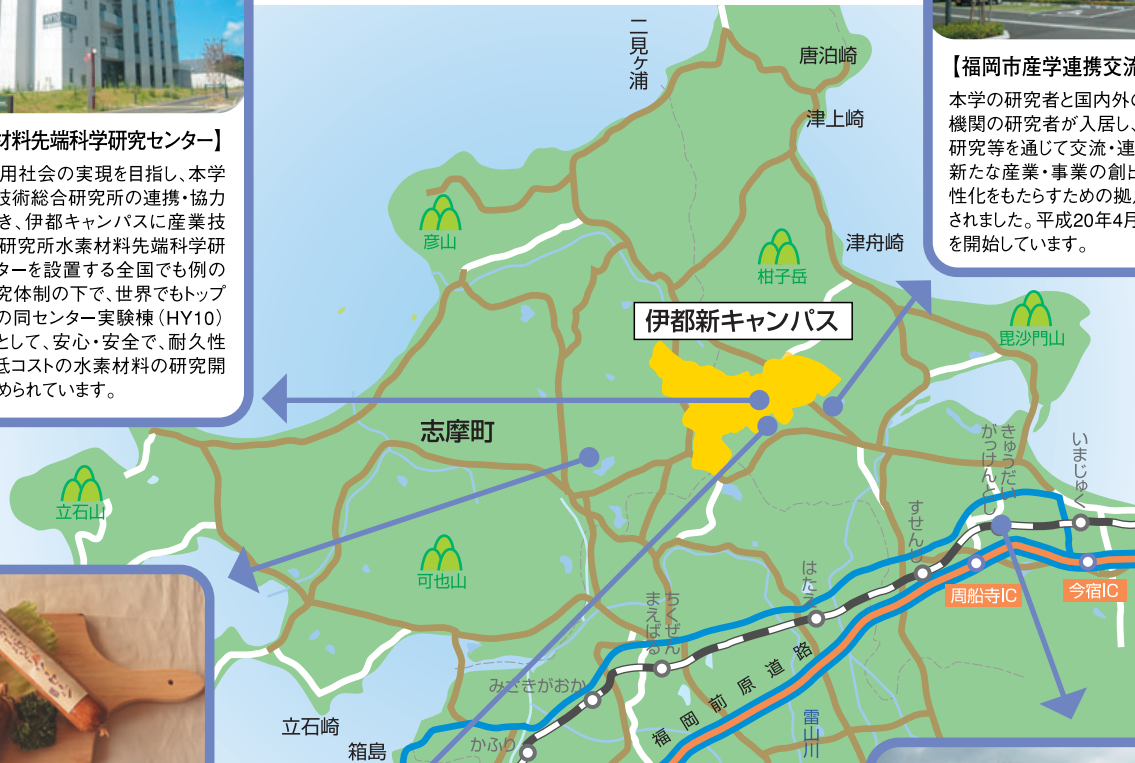 材料先端科学研究センター】
用社会の実現を目指し、本学
技術総合研究所の連携・協力
き、伊都キャンパスに産業技
研究所水素材料先端科学研
ターを設置する全国でも例の
究体制の下で、世界でもトップ
の同センター実験棟（HY10）
として、安心・安全で、耐久性
低コストの水素材料の研究開
められています。
【福岡市産学連携交流
本学の研究者と国内外の
機関の研究者が入居し、
研究等を通じて交流・連
新たな産業・事業の創出
性化をもたらすための拠
されました。平成20年4月
を開始しています。
二見ヶ浦
唐泊崎
津上崎
彦山
柑子岳
津舟崎
伊都新キャンパス
毘沙門山
志摩町
立石山
可也山
きゅうだい
がっけんとし
いまじゅく
すせんじ
はたえ
ちくぜん
まえばる
みさきがおか
かふり
周船寺IC
今宿IC
福岡前原道路
雷山川
立石崎
箱島